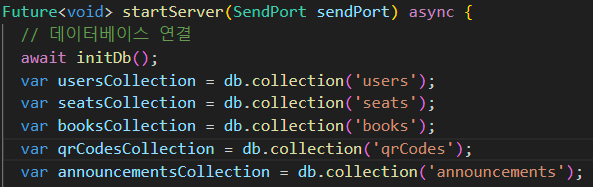 Future<void> startServer(SendPort sendPort) async {
// 데이터베이스 연결
await initDb();
var usersCollection = db.collection('users');
var seatsCollection = db.collection('seats');
var booksCollection = db.collection('books');
var qrCodesCollection = db.collection('qrCodes');
var announcementsCollection = db.collection('announcements');